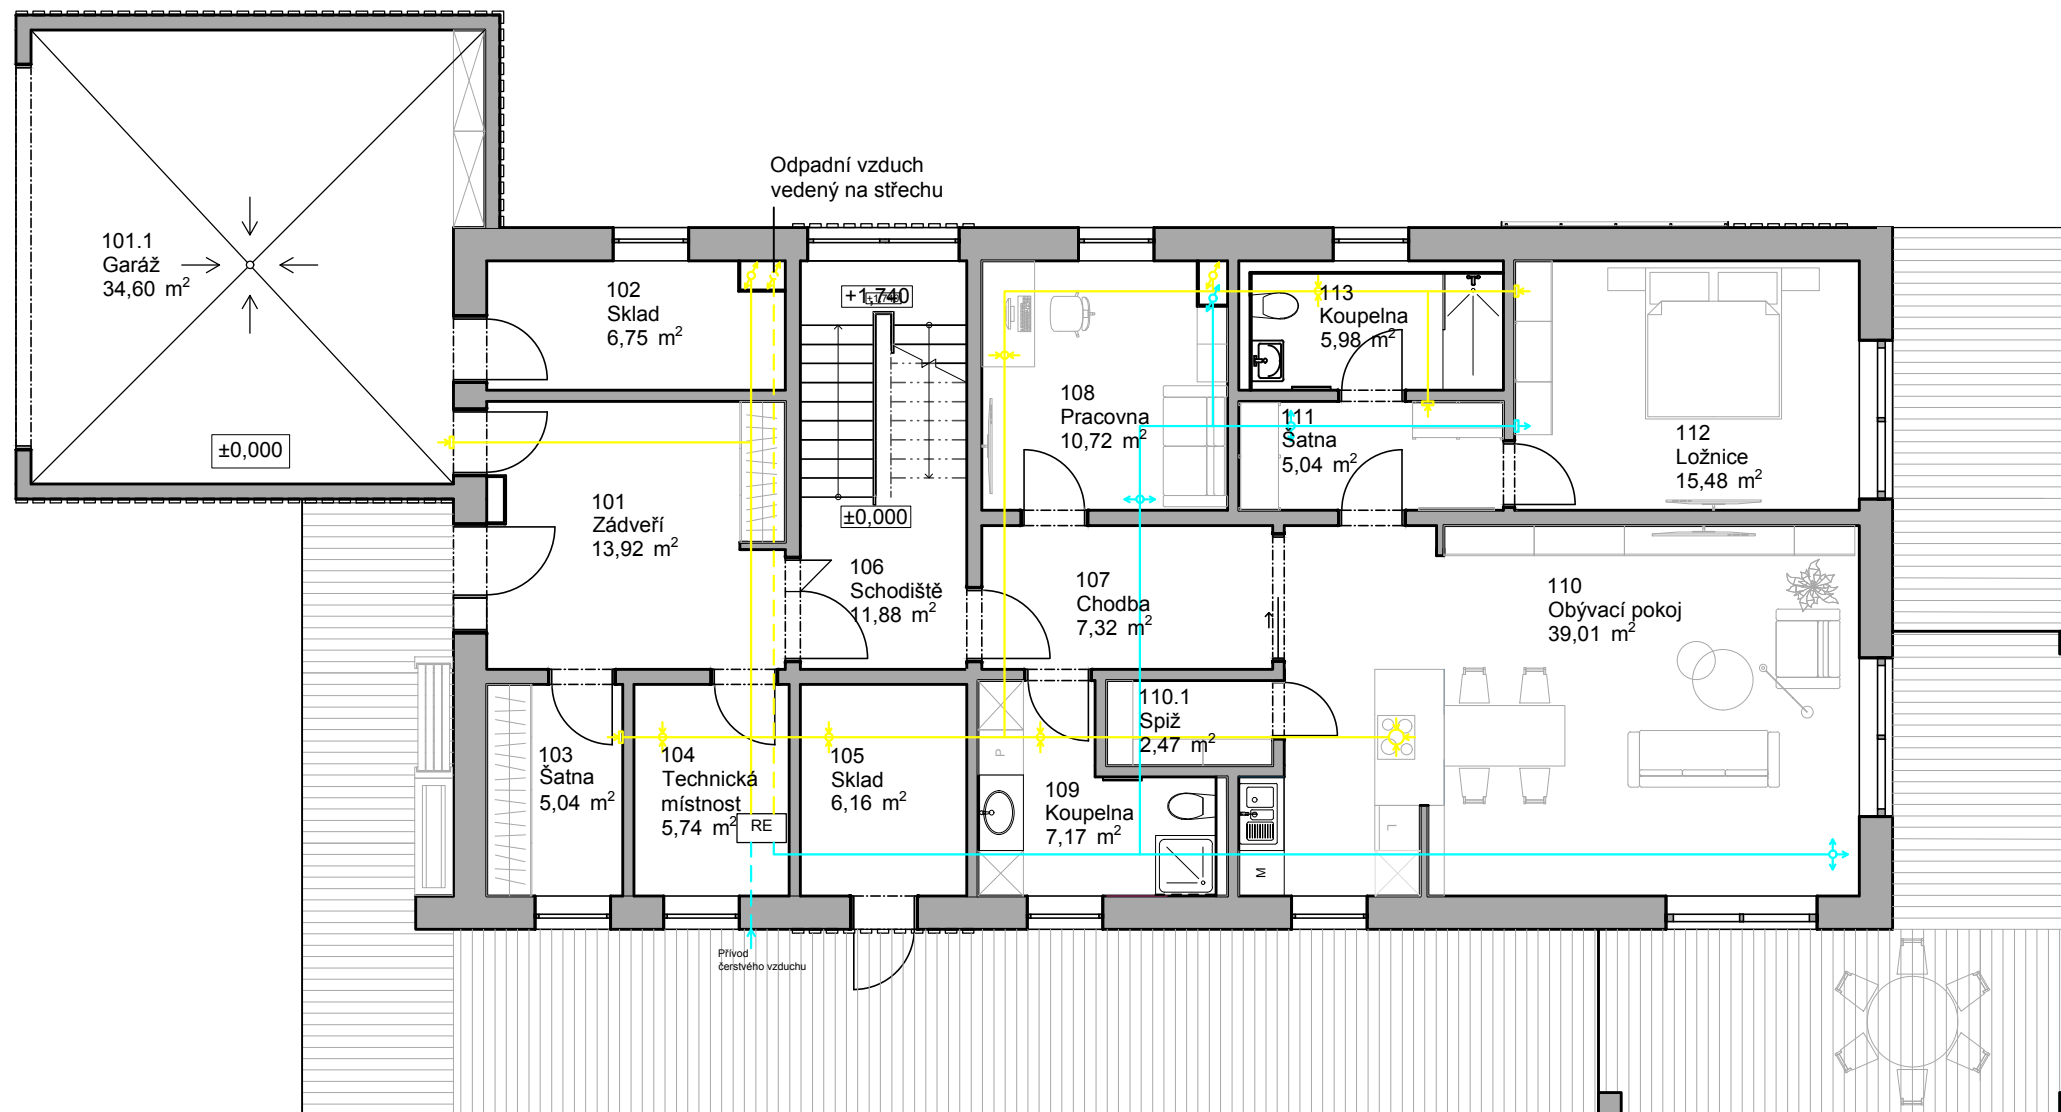 Odpadní vzduch
vedený na střechu
101.1
Garáž
34,60 m²
102
Sklad
6,75 m²
+1,740
113
Koupelna
5,98 m²
108
Pracovna
10,72 m²
111
Šatna
5,04 m²
112
Ložnice
15,48 m²
±0,000
101
Zádveří
13,92 m²
±0,000
106
Schodiště
11,88 m²
107
Chodba
7,32 m²
110
Obývací pokoj
39,01 m²
110.1
Spiž
2,47 m²
103
Šatna
5,04 m²
104
Technická
místnost
5,74 m²
RE
105
Sklad
6,16 m²
P
109
Koupelna
7,17 m²
L
M
Přívod
čerstvého vzduchu